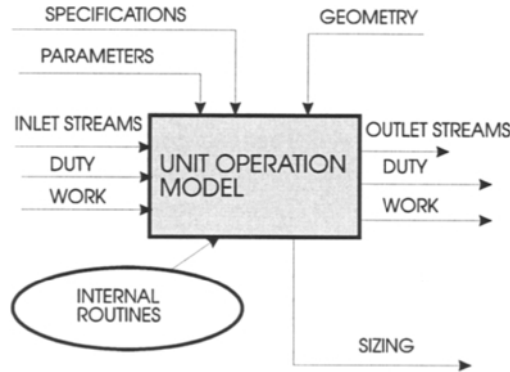 SPECIFICATIONS
GEOMETRY
PARAMETERS
INLET STREAMS
OUTLET STREAMS
UNIT OPERATION
MODEL
DUTY
DUTY
WORK
WORK
INTERNAL
ROUTINES
SIZING